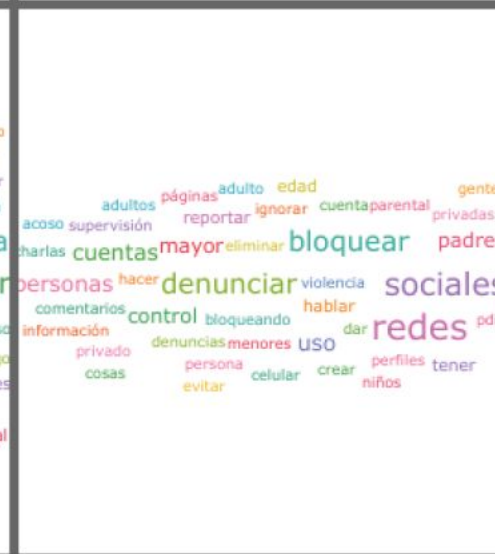 adulto edad
páginas gente
adultos ignorar cuenta parental
reportar privadas
acoso supervisión
charlas cuentas mayor eliminar bloquear padre
personas hacer denunciar violencia sociales
comentarios control bloqueando hablar
información dar redes
denuncias menores uso
privado
persona perfiles tener
cosas celular crear
evitar niños